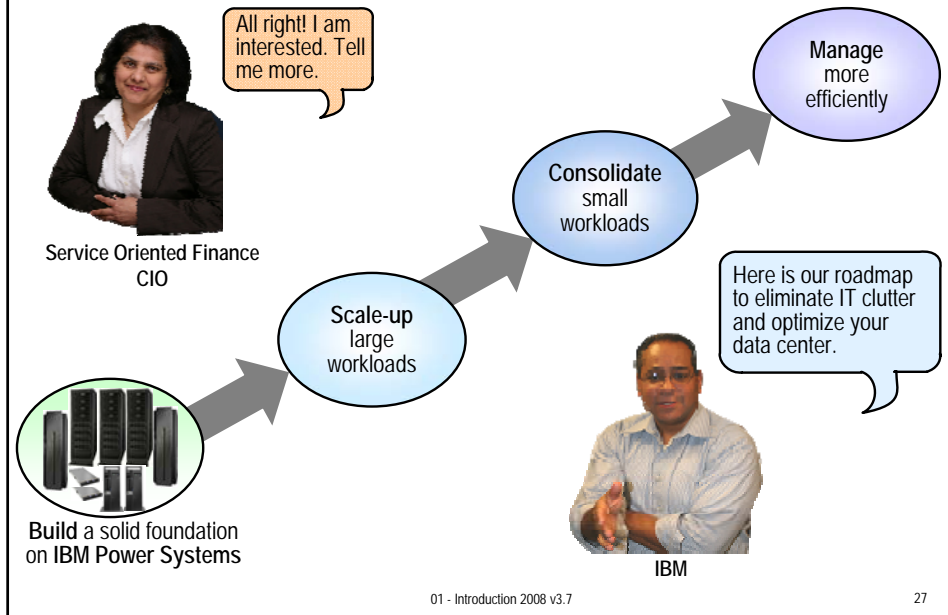 All right! I am
interested. Tell
me more.
Service Oriented Finance
CIO
Manage
more
efficiently
Consolidate
small
workloads
Scale-up
large
workloads
Here is our roadmap
to eliminate IT clutter
and optimize your
data center.
Build a solid foundation
on IBM Power Systems
IBM
01 - Introduction 2008 v3.7
27